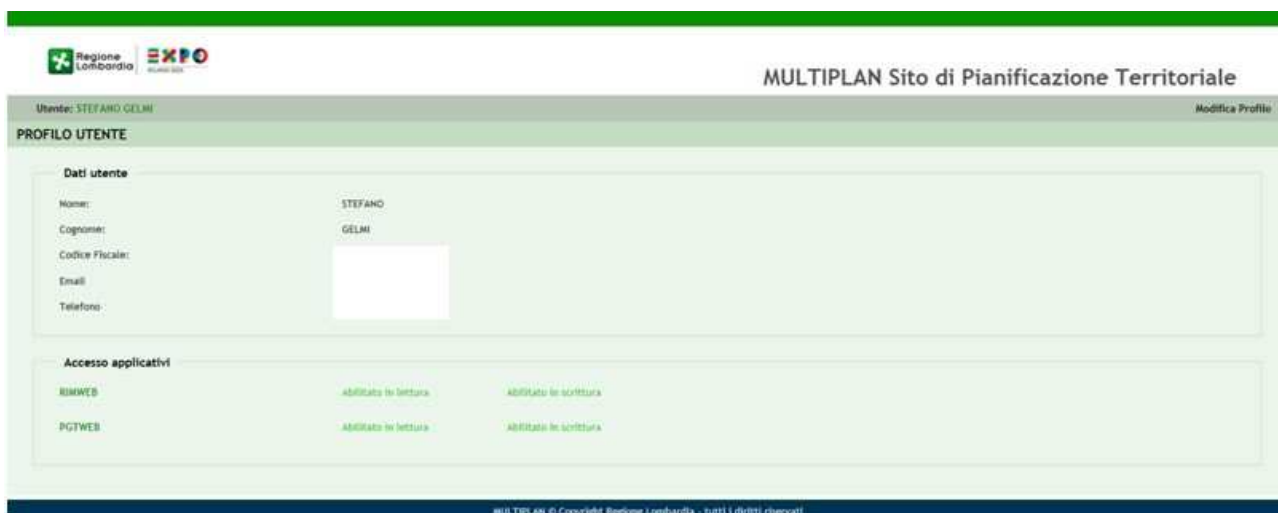 Regione
Lombardia
EXPO
MULTIPLAN Sito di Pianificazione Territoriale
Utente: STEFANO GELMI
Modifica Profilo
PROFILO UTENTE
Dati utente
Nome: STEFANO
Cognome: GELMI
Codice Fiscale:
Email
Telefono
Accesso applicativi
RIMWEB Abilitato in lettura Abilitato in scrittura
PGTWEB Abilitato in lettura Abilitato in scrittura
MULTIPLAN © Copyright Regione Lombardia - tutti i diritti riservati